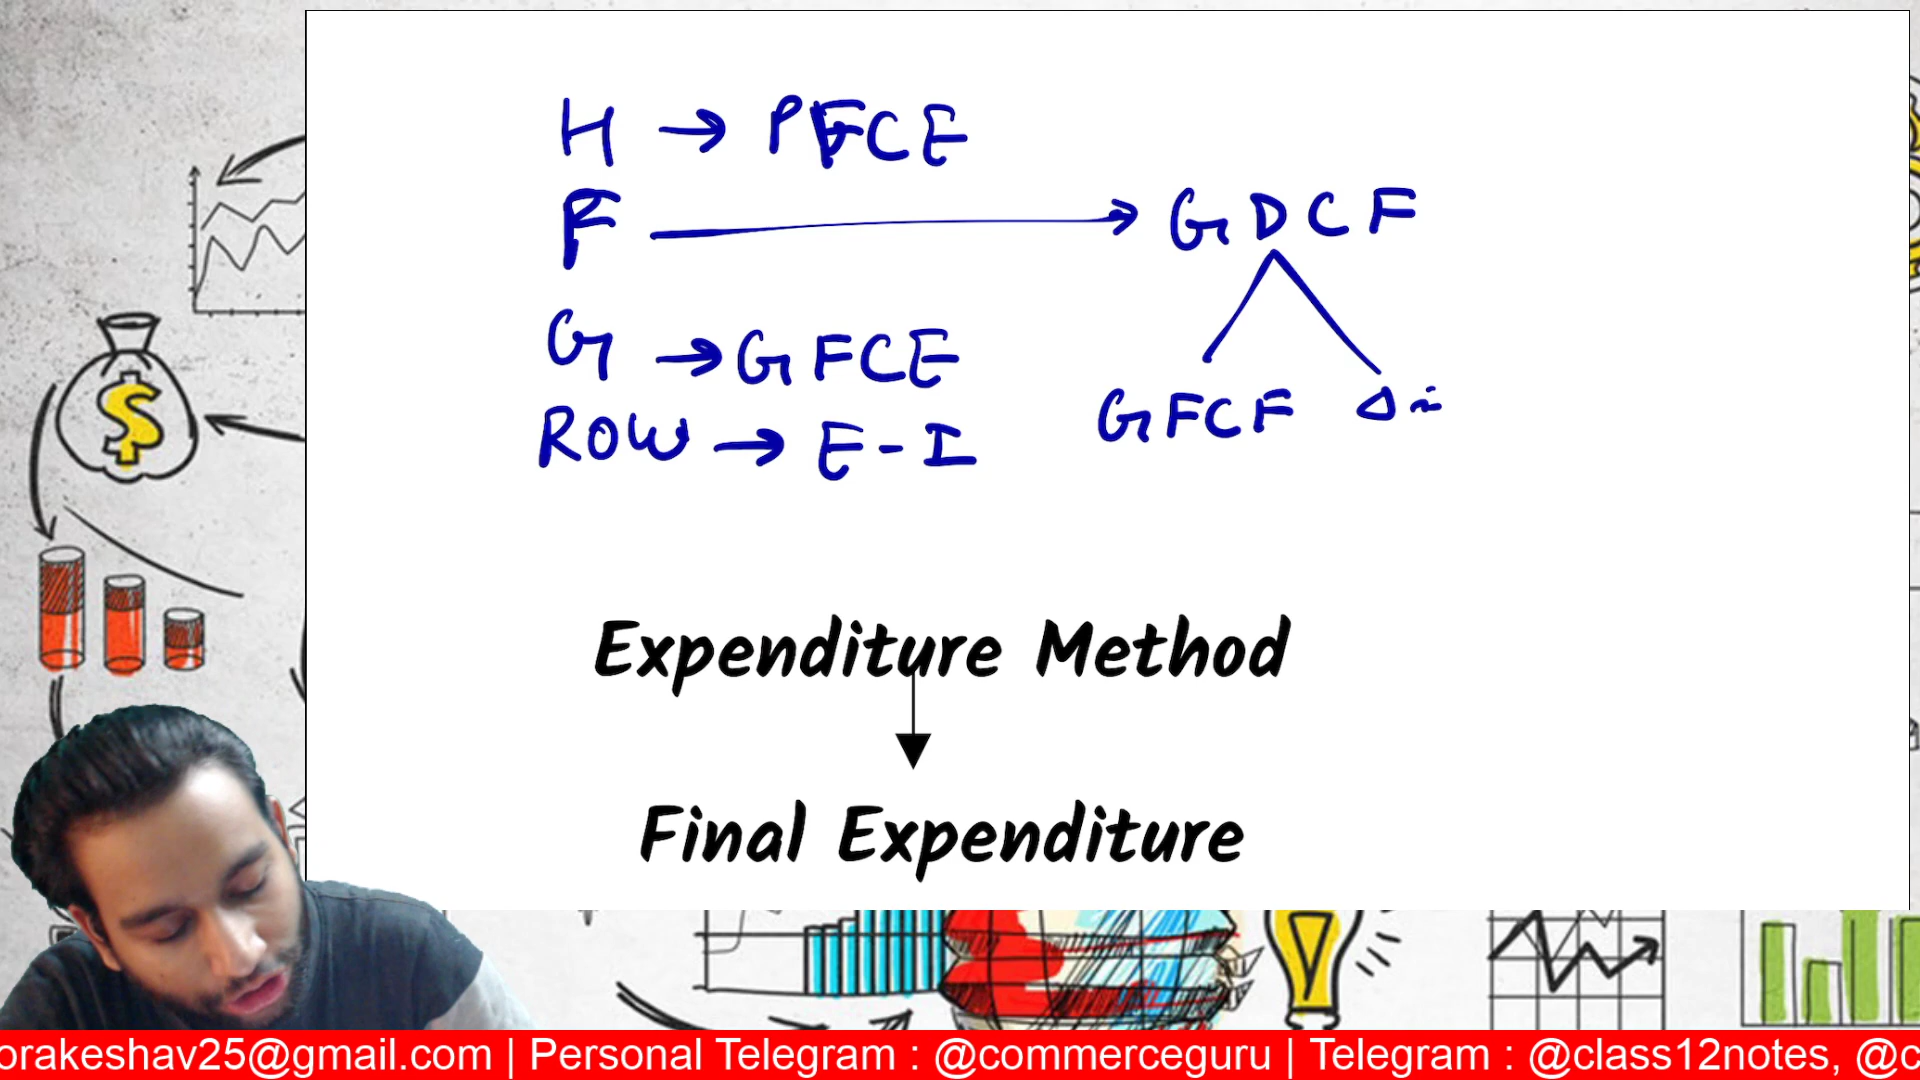 H → PFCE
F → GDCF
G → GFCE
GFCF Δ
ROW → E - I
Expenditure Method
Final Expenditure
orakeshav25@gmail.com | Personal Telegram : @commerceguru | Telegram : @class12notes, @c